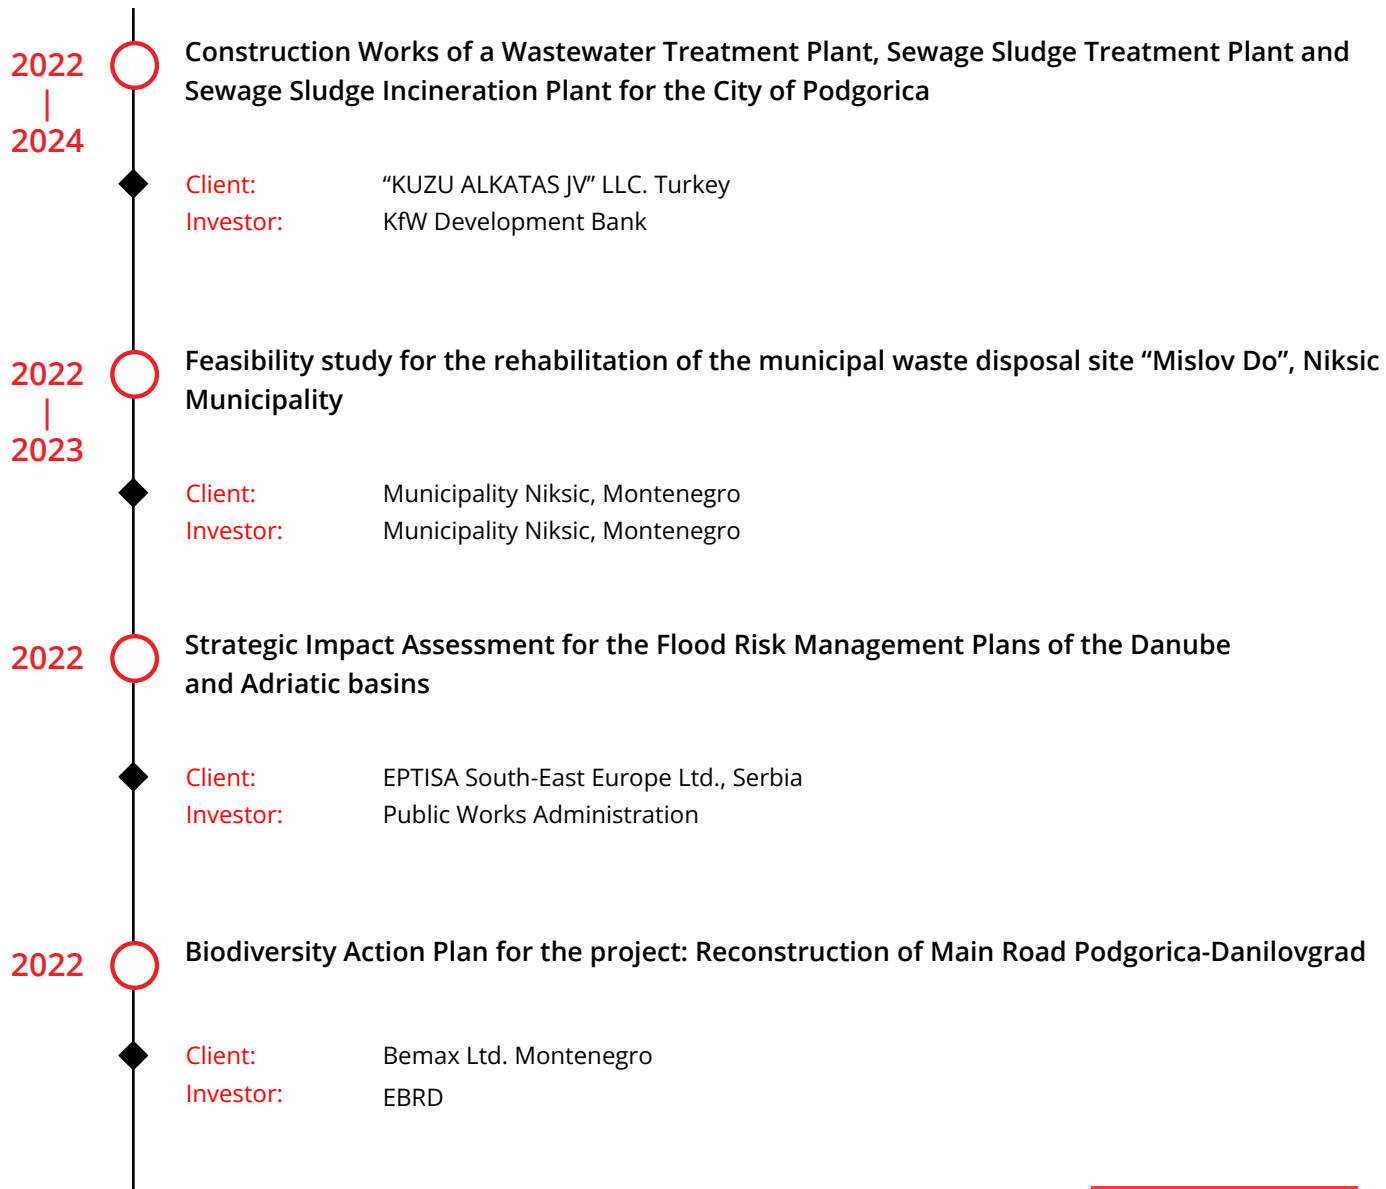 2022
|
2024
Construction Works of a Wastewater Treatment Plant, Sewage Sludge Treatment Plant and
Sewage Sludge Incineration Plant for the City of Podgorica
Client: “KUZU ALKATAS JV” LLC. Turkey
Investor: KfW Development Bank
2022
|
2023
Feasibility study for the rehabilitation of the municipal waste disposal site “Mislov Do”, Niksic
Municipality
Client: Municipality Niksic, Montenegro
Investor: Municipality Niksic, Montenegro
2022
Strategic Impact Assessment for the Flood Risk Management Plans of the Danube
and Adriatic basins
Client: EPTISA South-East Europe Ltd., Serbia
Investor: Public Works Administration
2022
Biodiversity Action Plan for the project: Reconstruction of Main Road Podgorica-Danilovgrad
Client: Bemax Ltd. Montenegro
Investor: EBRD